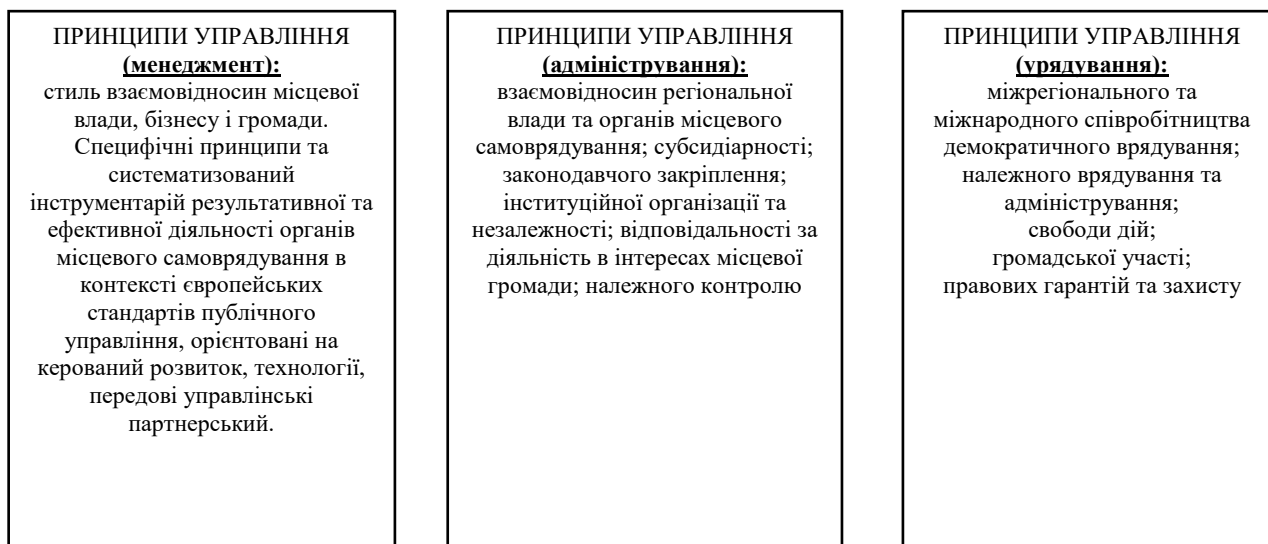 ПРИНЦИПИ УПРАВЛІННЯ
(менеджмент):
стиль взаємовідносин місцевої
влади, бізнесу і громади.
Специфічні принципи та
систематизований
інструментарій результативної та
ефективної діяльності органів
місцевого самоврядування в
контексті європейських
стандартів публічного
управління, орієнтовані на
керований розвиток, технології,
передові управлінські
партнерський.
ПРИНЦИПИ УПРАВЛІННЯ
(адміністрування):
взаємовідносин регіональної
влади та органів місцевого
самоврядування; субсидіарності;
законодавчого закріплення;
інституційної організації та
незалежності; відповідальності за
діяльність в інтересах місцевої
громади; належного контролю
ПРИНЦИПИ УПРАВЛІННЯ
(урядування):
міжрегіонального та
міжнародного співробітництва
демократичного врядування;
належного врядування та
адміністрування;
свободи дій;
громадської участі;
правових гарантій та захисту